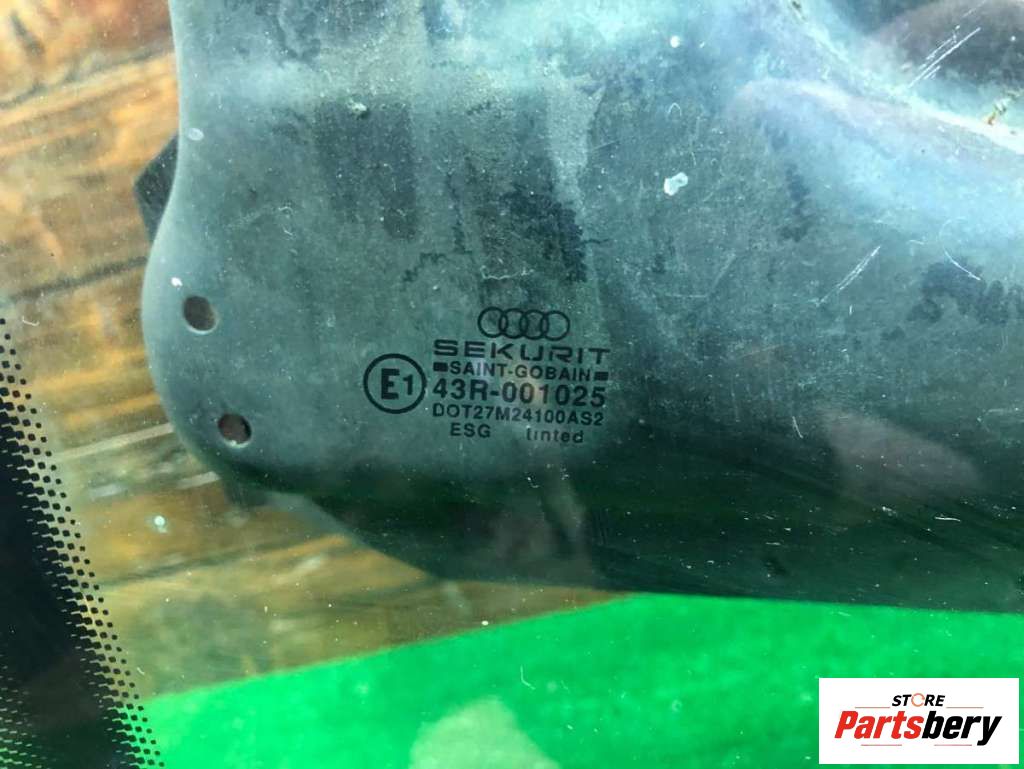 SEKURIT
SAINT-GOBAIN
E1
43R-001025
DOT27M24100AS2
ESG tinted
STORE
Partsbery